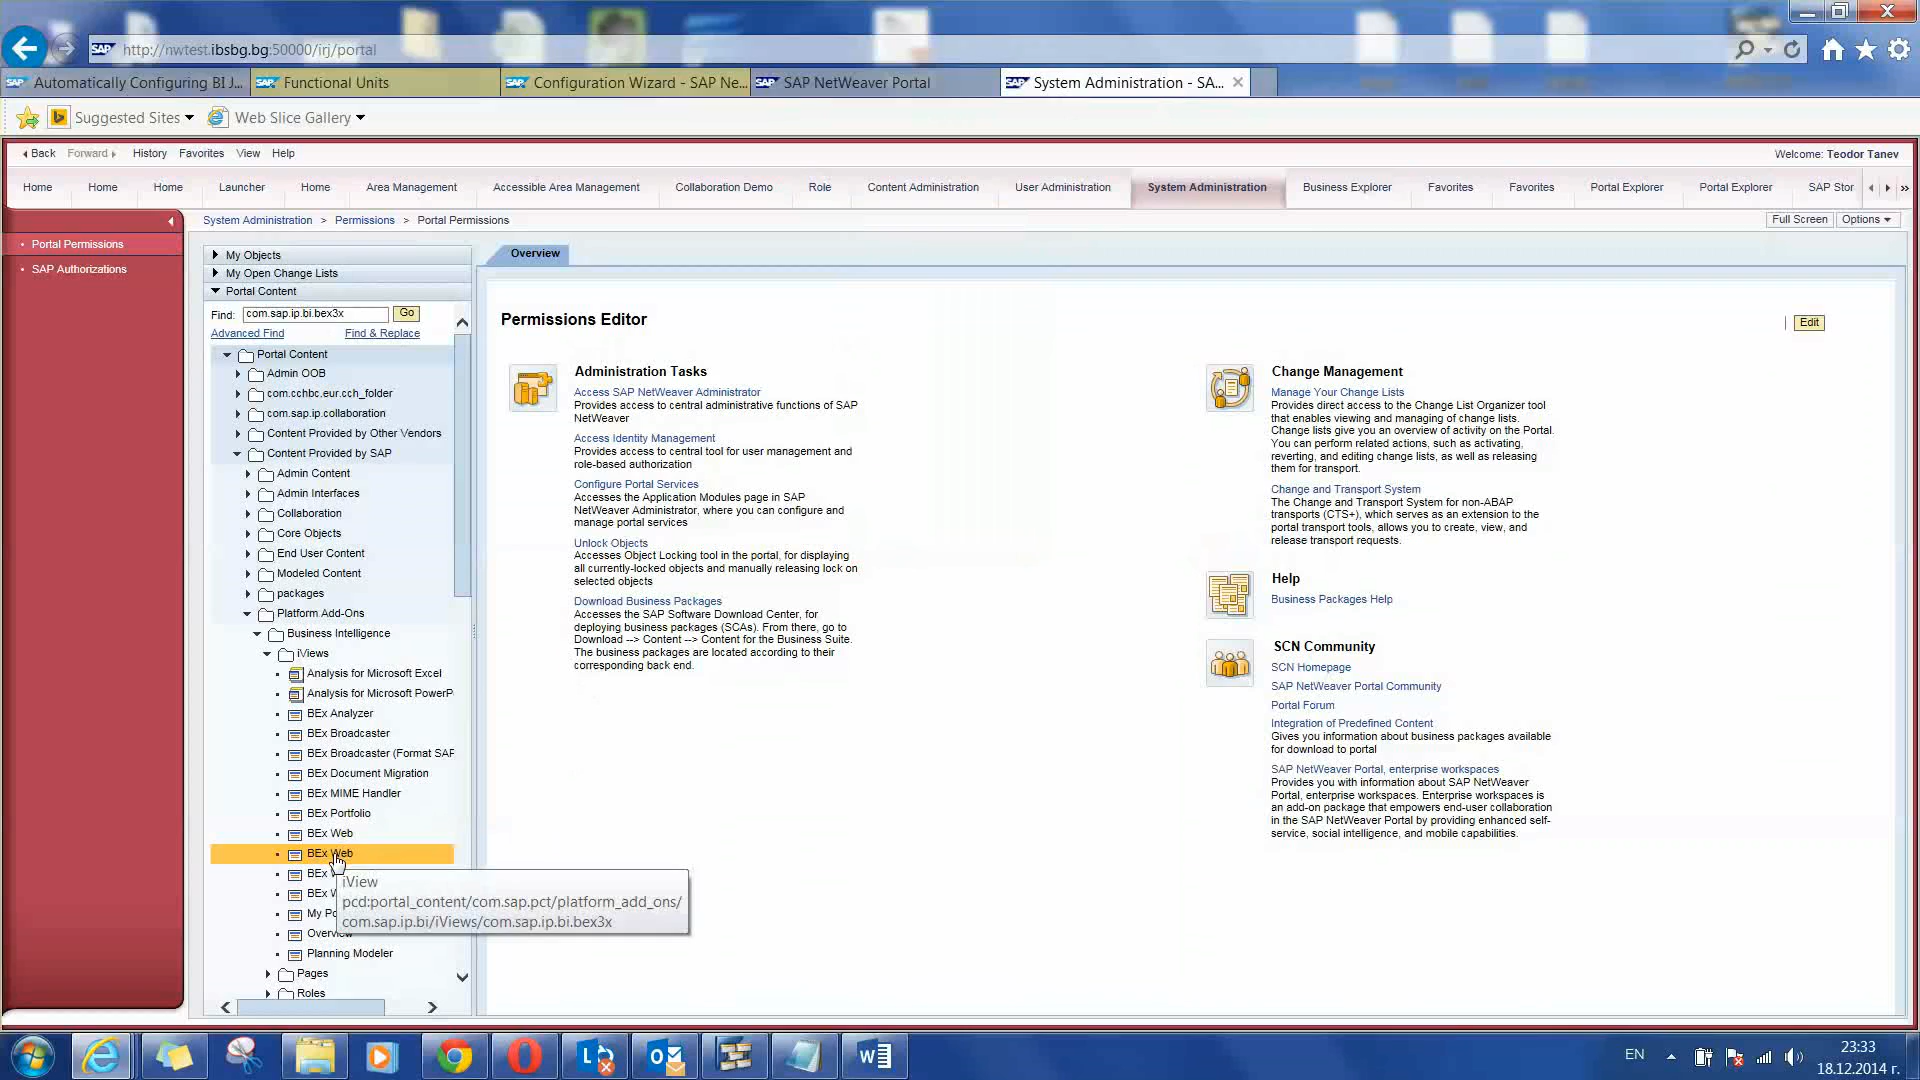 SAP http://nwtest.ibsbg.bg:50000/irj/portal
SAP Automatically Configuring BI J... SAP Functional Units SAP Configuration Wizard - SAP Ne... SAP SAP NetWeaver Portal SAP System Administration - SA...
Suggested Sites Web Slice Gallery
Back Forward History Favorites View Help Welcome: Teodor Tanev
Home Home Home Launcher Home Area Management Accessible Area Management Collaboration Demo Role Content Administration User Administration System Administration Business Explorer Favorites Favorites Portal Explorer Portal Explorer SAP Stor
System Administration > Permissions > Portal Permissions Full Screen Options
Portal Permissions
SAP Authorizations
My Objects
My Open Change Lists
Portal Content
Find: com.sap.ip.bi.bex3x Go
Advanced Find Find & Replace
Portal Content
Admin OOB
com.cchbc.eur.cch_folder
com.sap.ip.collaboration
Content Provided by Other Vendors
Content Provided by SAP
Admin Content
Admin Interfaces
Collaboration
Core Objects
End User Content
Modeled Content
packages
Platform Add-Ons
Business Intelligence
iViews
Analysis for Microsoft Excel
Analysis for Microsoft PowerP
BEx Analyzer
BEx Broadcaster
BEx Broadcaster (Format SAP
BEx Document Migration
BEx MIME Handler
BEx Portfolio
BEx Web
BEx Web
BEx
BEx
My Po
Overview
Planning Modeler
Pages
Roles
iView
pcd:portal_content/com.sap.pct/platform_add_ons/
com.sap.ip.bi/iViews/com.sap.ip.bi.bex3x
Overview
Permissions Editor
Edit
Administration Tasks
Access SAP NetWeaver Administrator
Provides access to central administrative functions of SAP
NetWeaver
Access Identity Management
Provides access to central tool for user management and
role-based authorization
Configure Portal Services
Accesses the Application Modules page in SAP
NetWeaver Administrator, where you can configure and
manage portal services
Unlock Objects
Accesses Object Locking tool in the portal, for displaying
all currently-locked objects and manually releasing lock on
selected objects
Download Business Packages
Accesses the SAP Software Download Center, for
deploying business packages (SCAs). From there, go to
Download --> Content --> Content for the Business Suite.
The business packages are located according to their
corresponding back end.
Change Management
Manage Your Change Lists
Provides direct access to the Change List Organizer tool
that enables viewing and managing of change lists.
Change lists give you an overview of activity on the Portal.
You can perform related actions, such as activating,
reverting, and editing change lists, as well as releasing
them for transport.
Change and Transport System
The Change and Transport System for non-ABAP
transports (CTS+), which serves as an extension to the
portal transport tools, allows you to create, view, and
release transport requests.
Help
Business Packages Help
SCN Community
SCN Homepage
SAP NetWeaver Portal Community
Portal Forum
Integration of Predefined Content
Gives you information about business packages available
for download to portal
SAP NetWeaver Portal, enterprise workspaces
Provides you with information about SAP NetWeaver
Portal, enterprise workspaces. Enterprise workspaces is
an add-on package that empowers end-user collaboration
in the SAP NetWeaver Portal by providing enhanced self-
service, social intelligence, and mobile capabilities.
EN
23:33
18.12.2014 г.